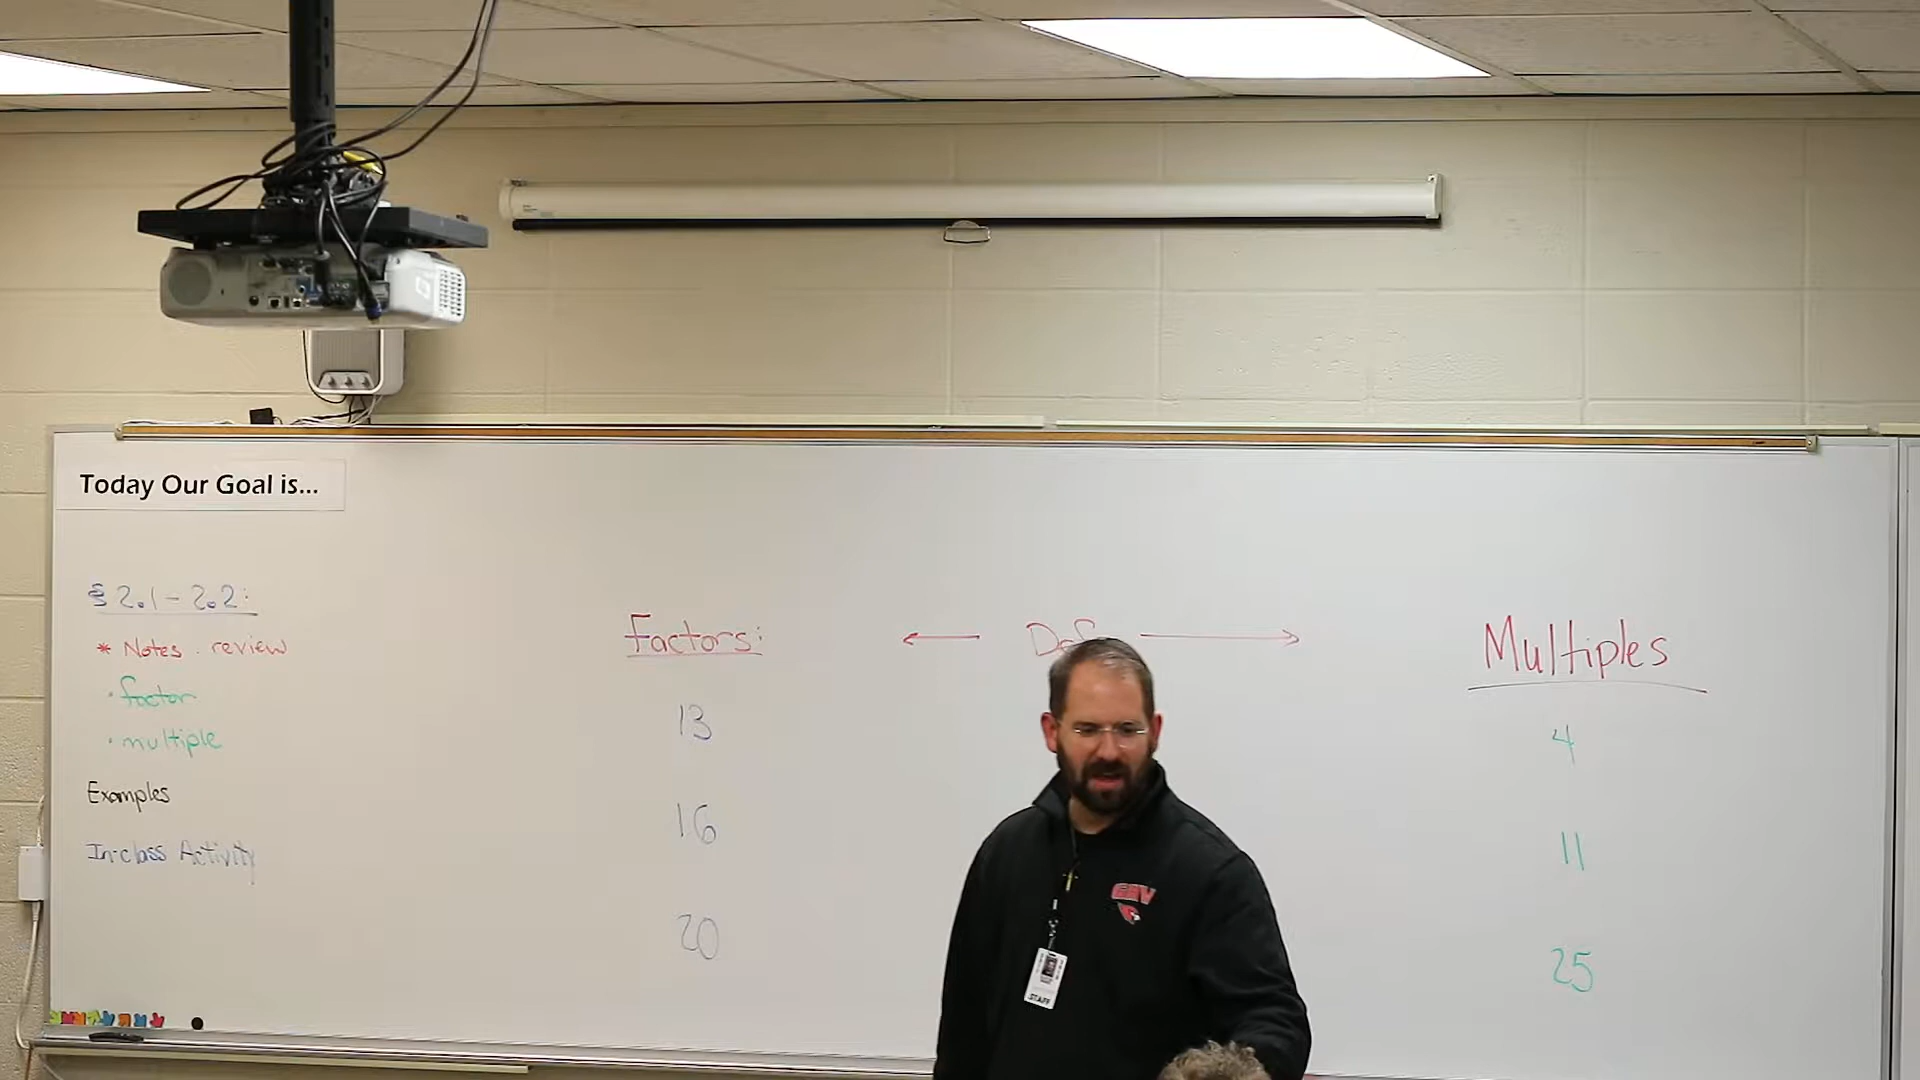 Today Our Goal is...
§ 2.1 - 2.2:
* Notes. review
• factor
• multiple
Examples
In-class Activity
Factors:
13
16
20
Multiples
4
11
25
STAFF